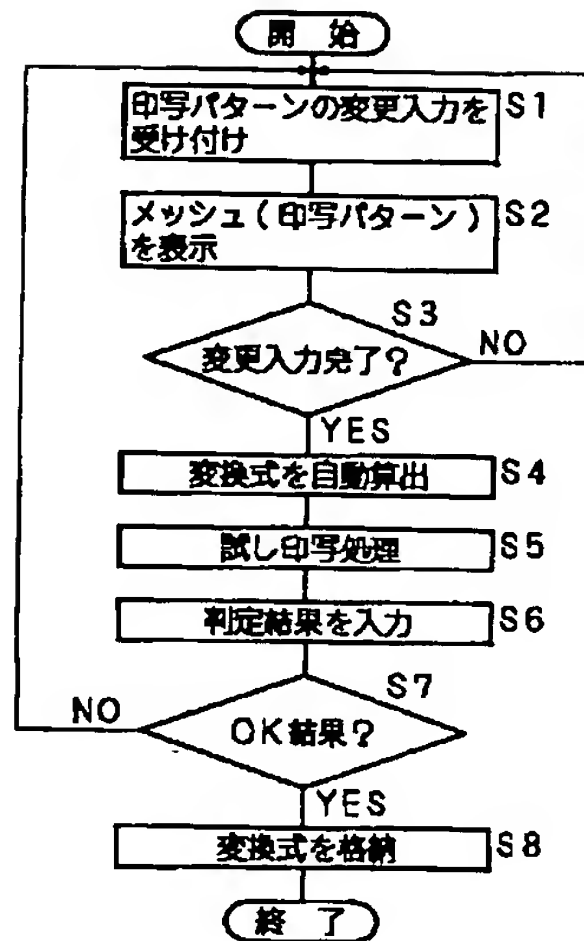 開 始
印写パターンの変更入力を S1
受け付け
メッシュ(印写パターン) S2
を表示
S3
変更入力完了? NO
YES
変換式を自動算出 S4
試し印写処理 S5
判定結果を入力 S6
S7
NO OK結果?
YES
変換式を格納 S8
終 了